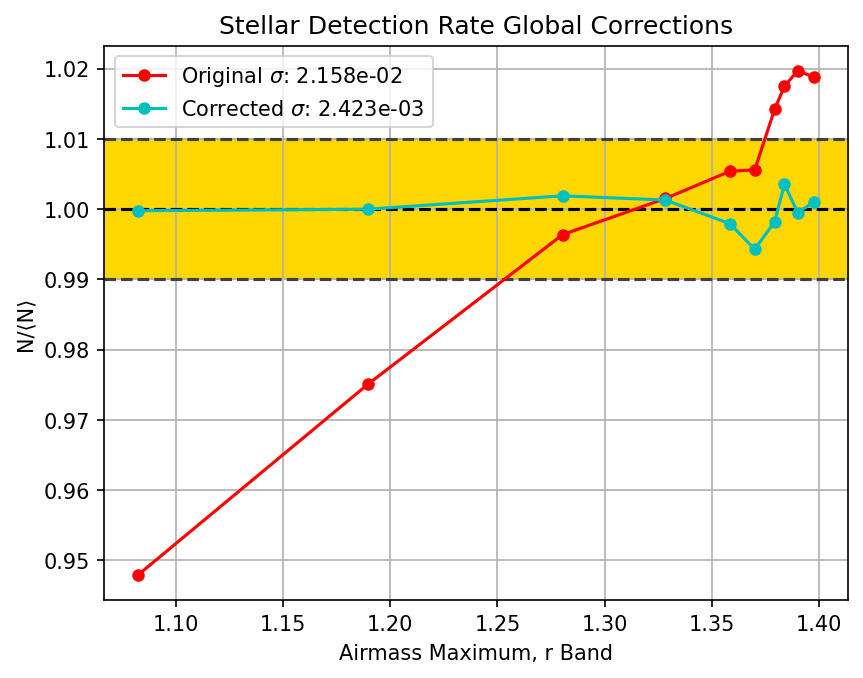 Stellar Detection Rate Global Corrections
Original σ: 2.158e-02
Corrected σ: 2.423e-03
N/⟨N⟩
1.02
1.01
1.00
0.99
0.98
0.97
0.96
0.95
1.10 1.15 1.20 1.25 1.30 1.35 1.40
Airmass Maximum, r Band